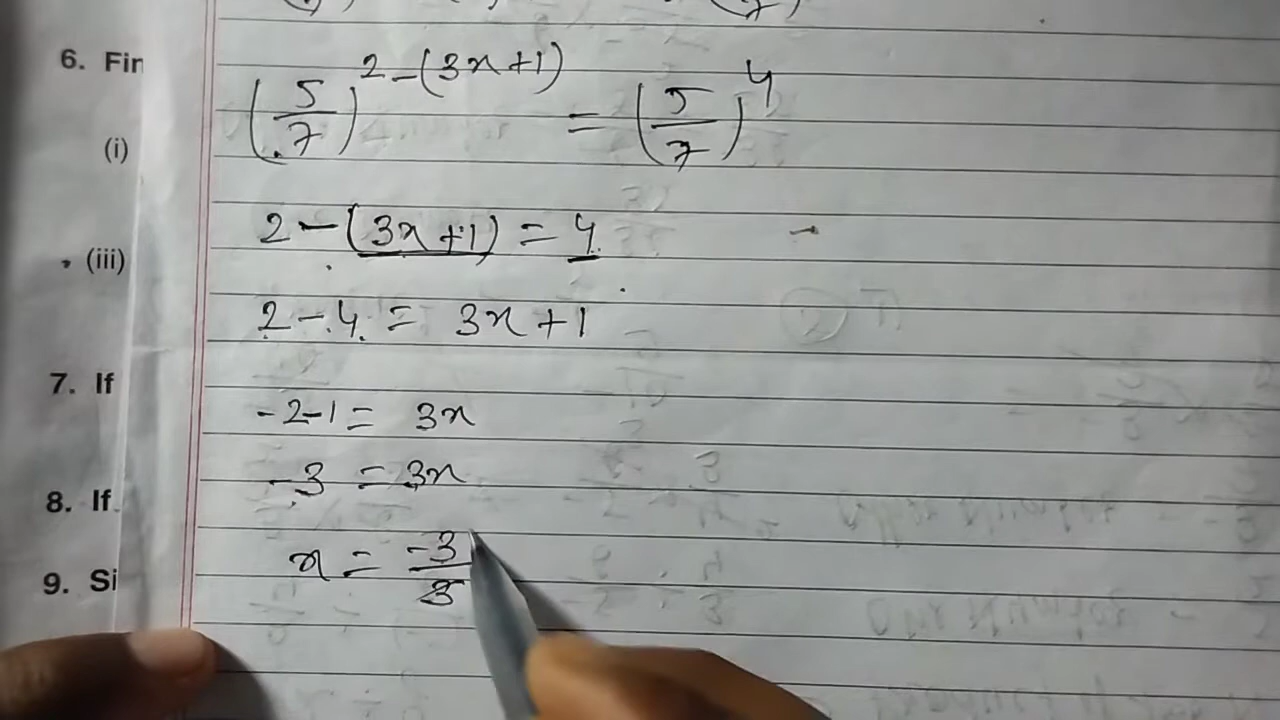 6. Fin
(5/7)^2-(3x+1) = (5/7)^4
(i)
2-(3x+1) = 4
(iii)
2-4 = 3x+1
7. If
-2-1 = 3x
-3 = 3x
8. If
x = -3/3
9. Si